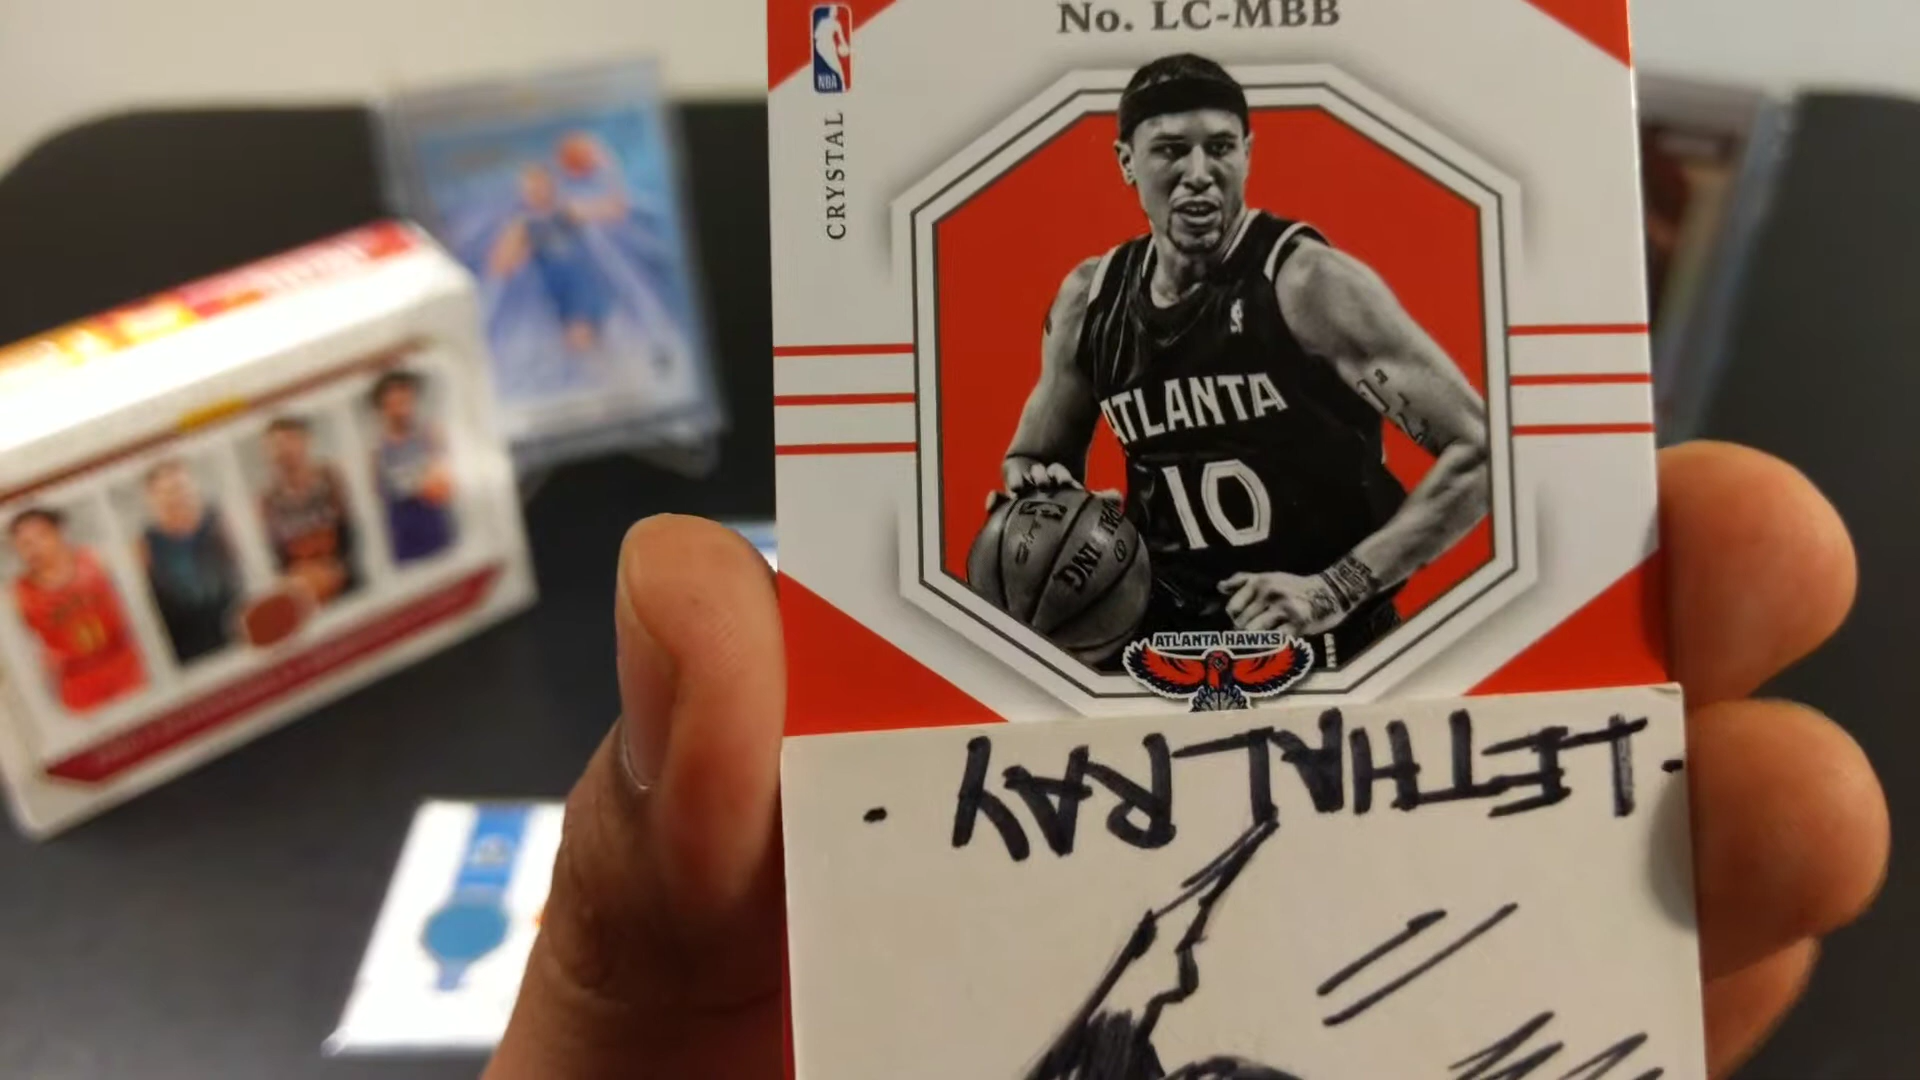 No. LC-MBB
NBA
CRYSTAL
ATLANTA
10
ATLANTA HAWKS
· LETHAL RAY ·